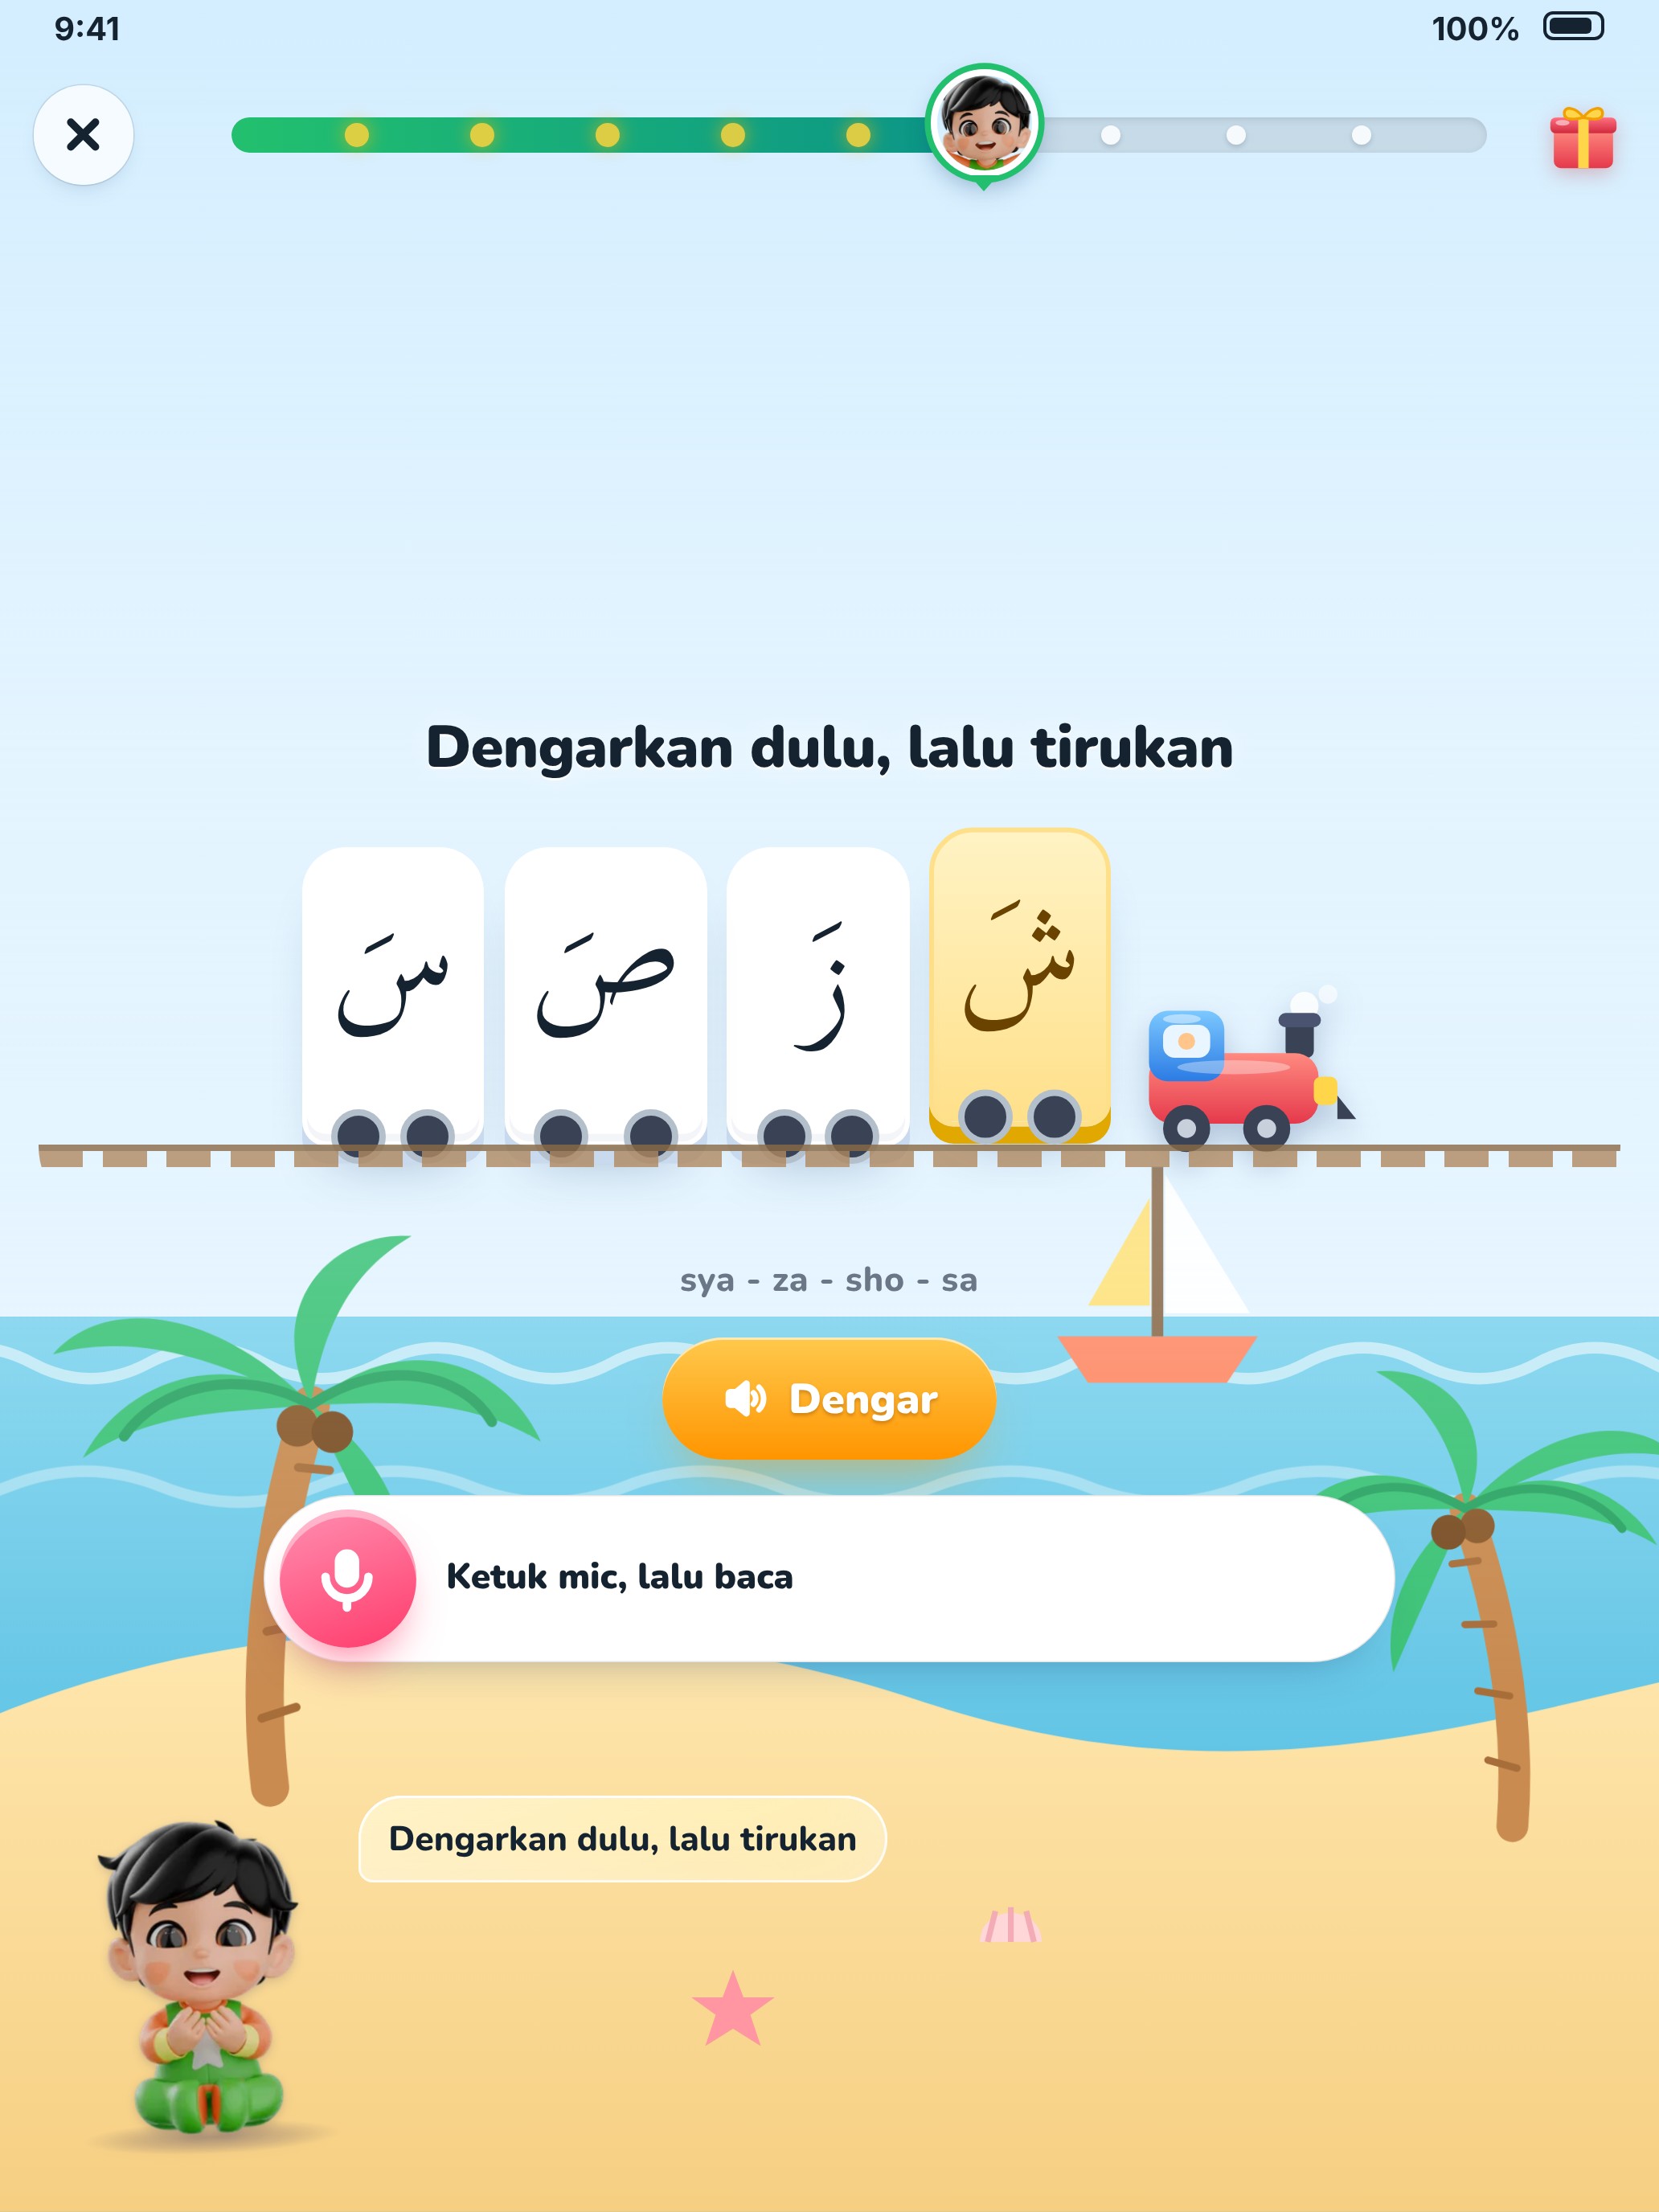 9:41
100%
Dengarkan dulu, lalu tirukan
شَ زَ صَ سَ
sya - za - sho - sa
Dengar
Ketuk mic, lalu baca
Dengarkan dulu, lalu tirukan